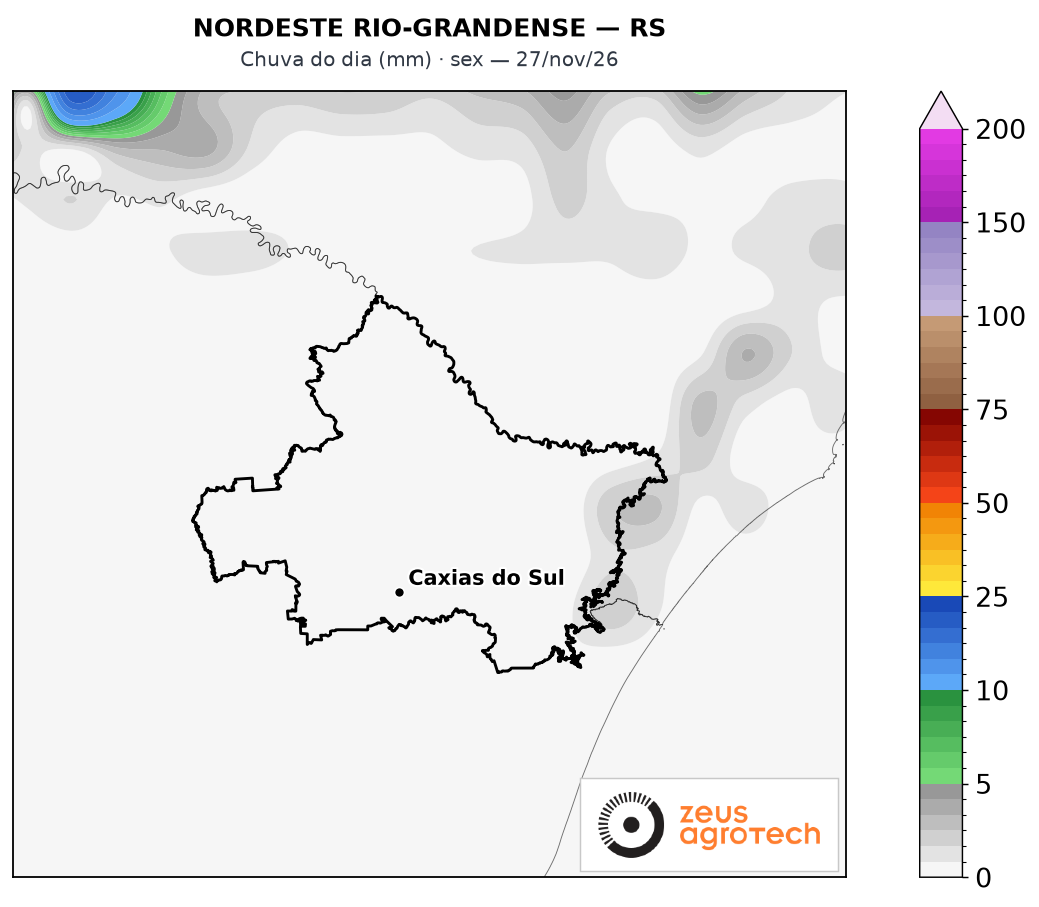 NORDESTE RIO-GRANDENSE — RS
Chuva do dia (mm) · sex — 27/nov/26
200
150
100
75
50
25
10
5
0
Caxias do Sul
zeus
agrotech